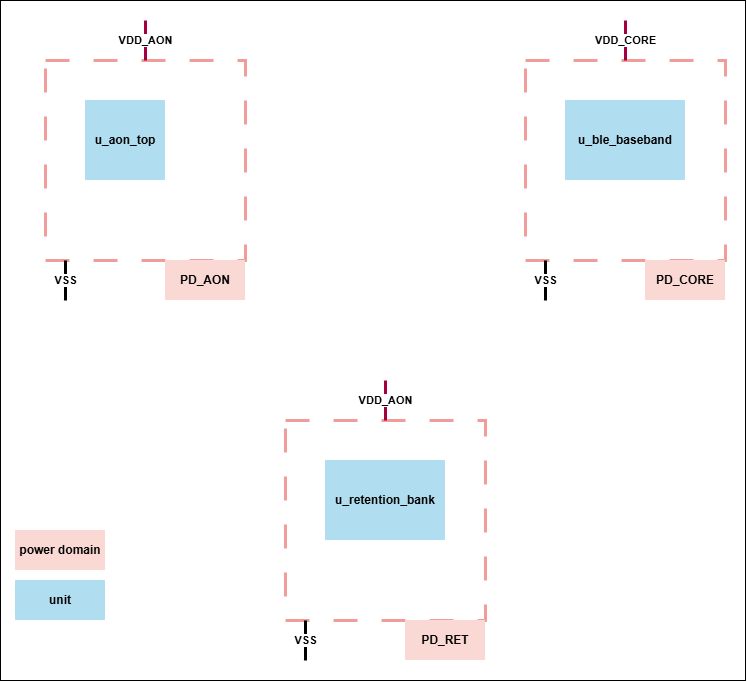 VDD_AON
VDD_CORE
u_aon_top
u_ble_baseband
VSS
PD_AON
VSS
PD_CORE
VDD_AON
u_retention_bank
power domain
unit
VSS
PD_RET